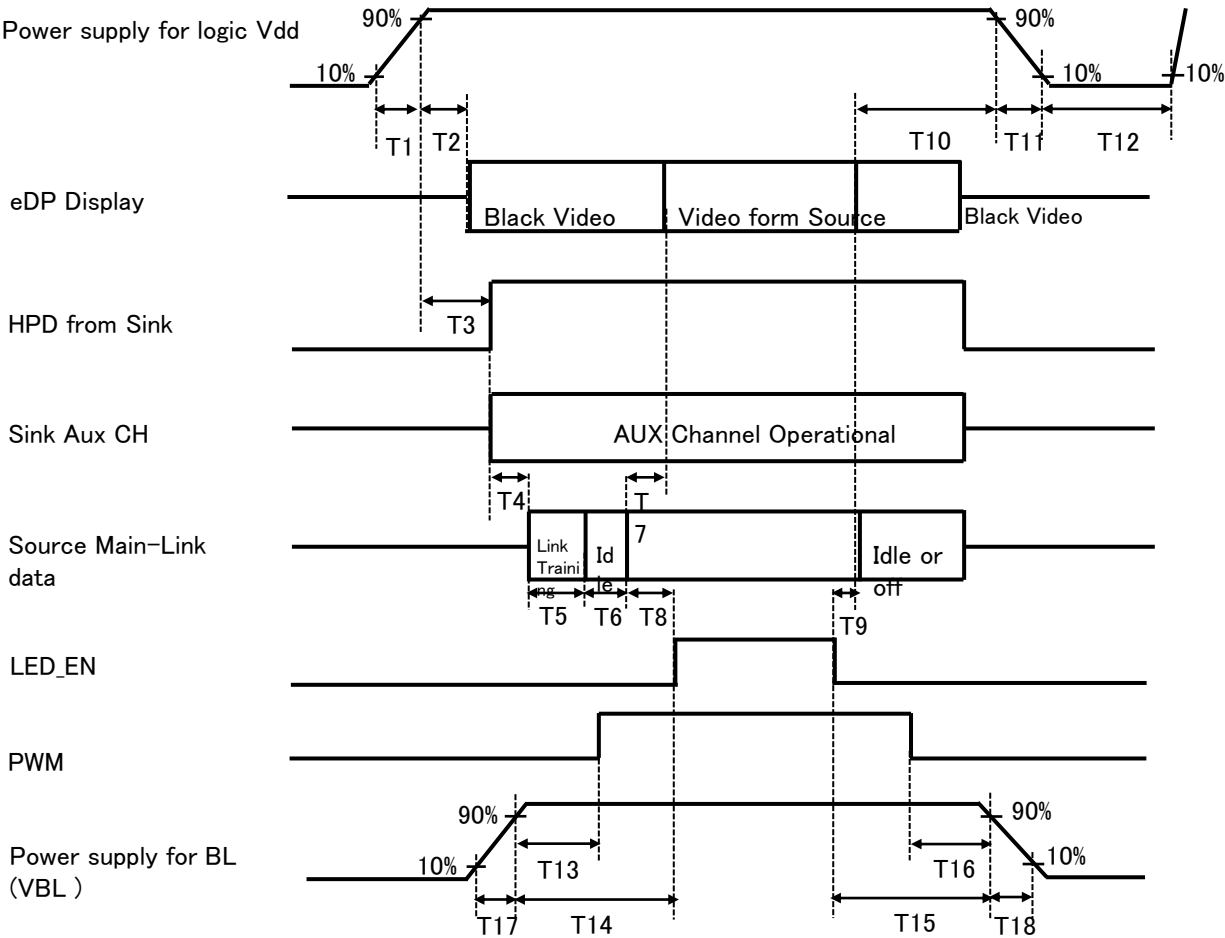 90%
90%
Power supply for logic Vdd
10%
10%
10%
T1
T2
T10
T11
T12
eDP Display
Black Video
Video form Source
Black Video
T3
HPD from Sink
Sink Aux CH
AUX Channel Operational
T4
T
7
Source Main-Link
data
Link
Traini
ng
Id
le
Idle or
off
T5
T6
T8
T9
LED_EN
PWM
90%
90%
Power supply for BL
(VBL )
10%
T13
T16
10%
T17
T14
T15
T18